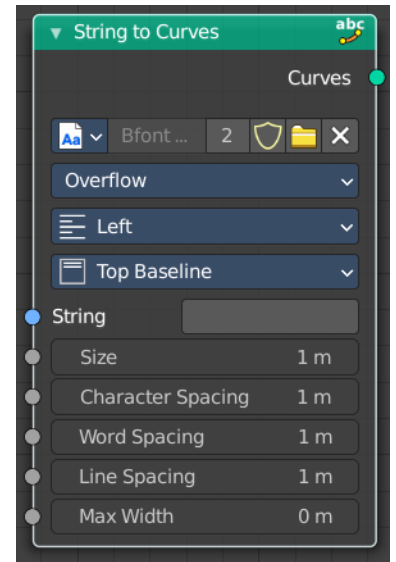 String to Curves abc
Curves
Aa Bfont ... 2
Overflow
Left
Top Baseline
String
Size 1 m
Character Spacing 1 m
Word Spacing 1 m
Line Spacing 1 m
Max Width 0 m